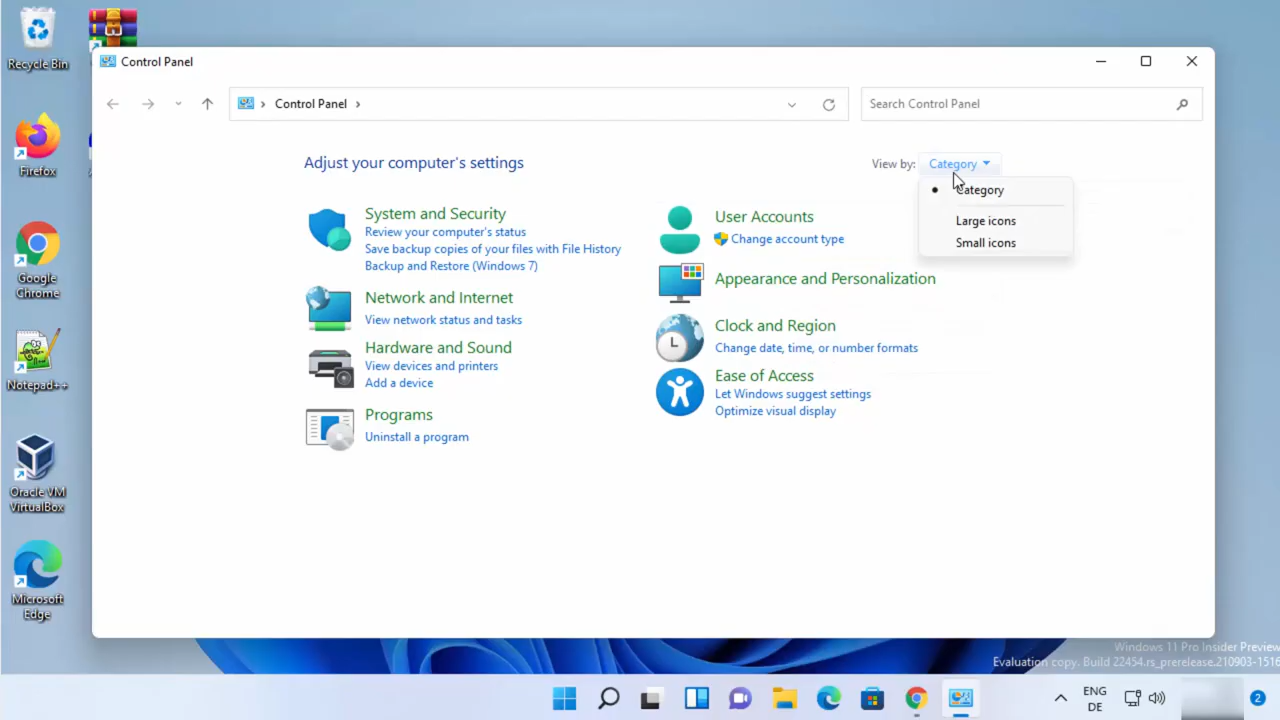 Recycle Bin
Firefox
Google
Chrome
Notepad++
Oracle VM
VirtualBox
Microsoft
Edge
Control Panel
Control Panel
Search Control Panel
Adjust your computer's settings
View by: Category
Category
Large icons
Small icons
System and Security
Review your computer's status
Save backup copies of your files with File History
Backup and Restore (Windows 7)
Network and Internet
View network status and tasks
Hardware and Sound
View devices and printers
Add a device
Programs
Uninstall a program
User Accounts
Change account type
Appearance and Personalization
Clock and Region
Change date, time, or number formats
Ease of Access
Let Windows suggest settings
Optimize visual display
Windows 11 Pro Insider Preview
Evaluation copy. Build 22454.rs_prerelease.210903-1516
ENG
DE
2